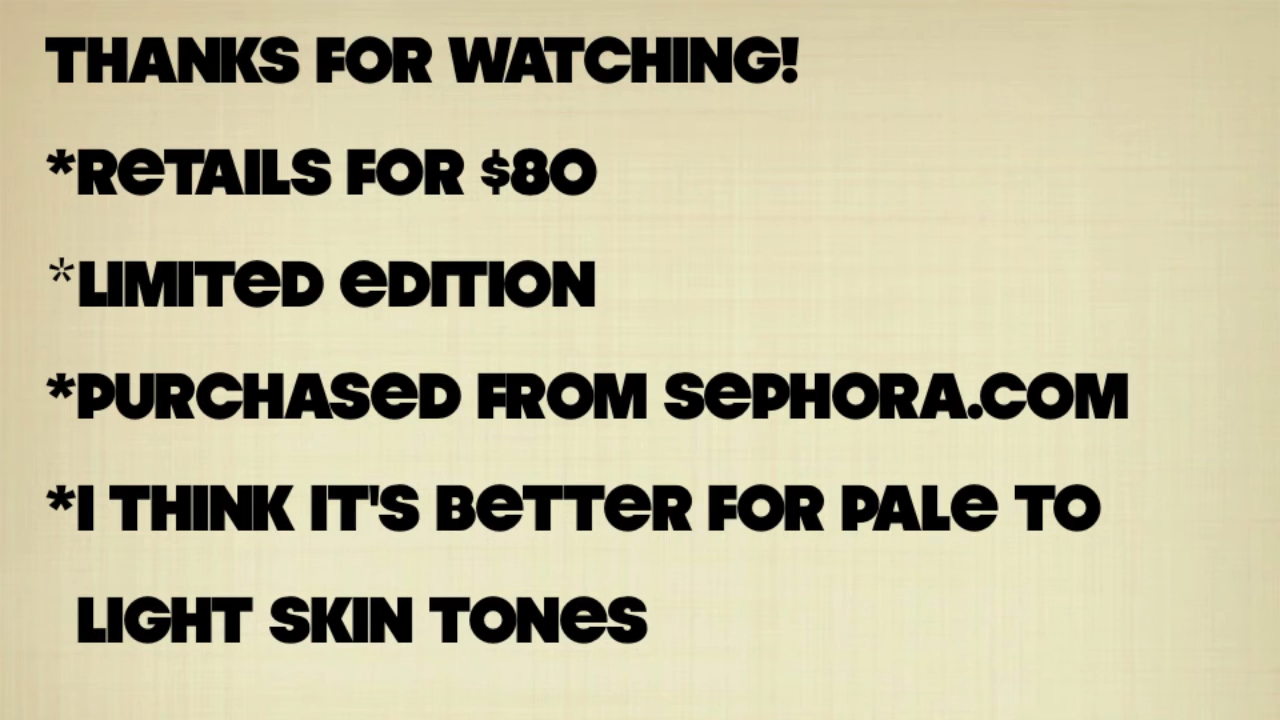 THANKS FOR WATCHING!
*ReTAILS FOR $80
*LIMITeD eDITION
*PURCHASeD FROM SePHORA.COM
*I THINK IT'S BeTTeR FOR PALe TO
LIGHT SKIN TONeS